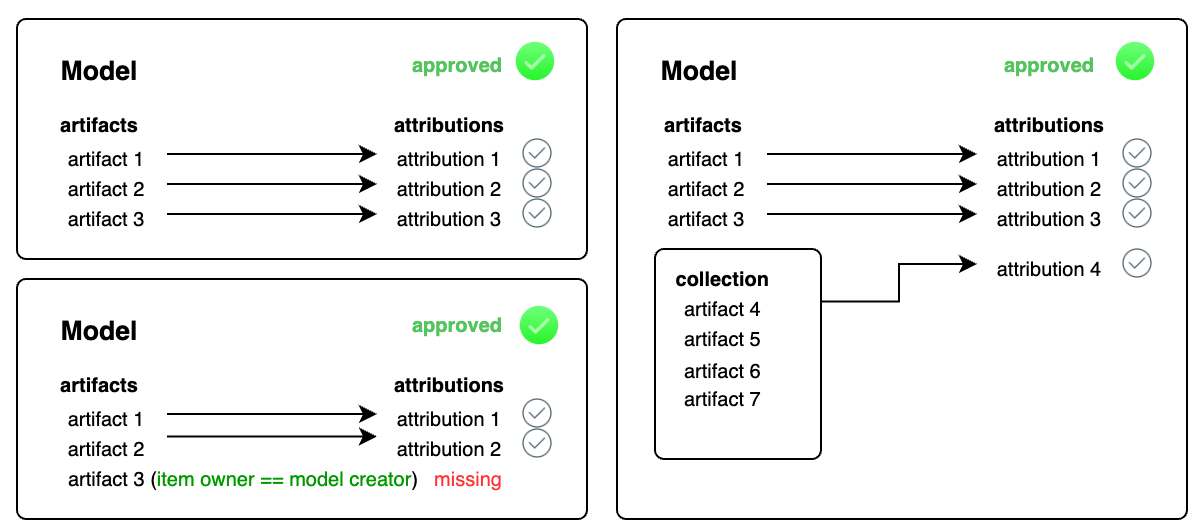 Model
approved
artifacts
attributions
artifact 1
attribution 1
artifact 2
attribution 2
artifact 3
attribution 3
Model
approved
artifacts
attributions
artifact 1
attribution 1
artifact 2
attribution 2
artifact 3 (item owner == model creator) missing
Model
approved
artifacts
attributions
artifact 1
attribution 1
artifact 2
attribution 2
artifact 3
attribution 3
collection
artifact 4
artifact 5
artifact 6
artifact 7
attribution 4